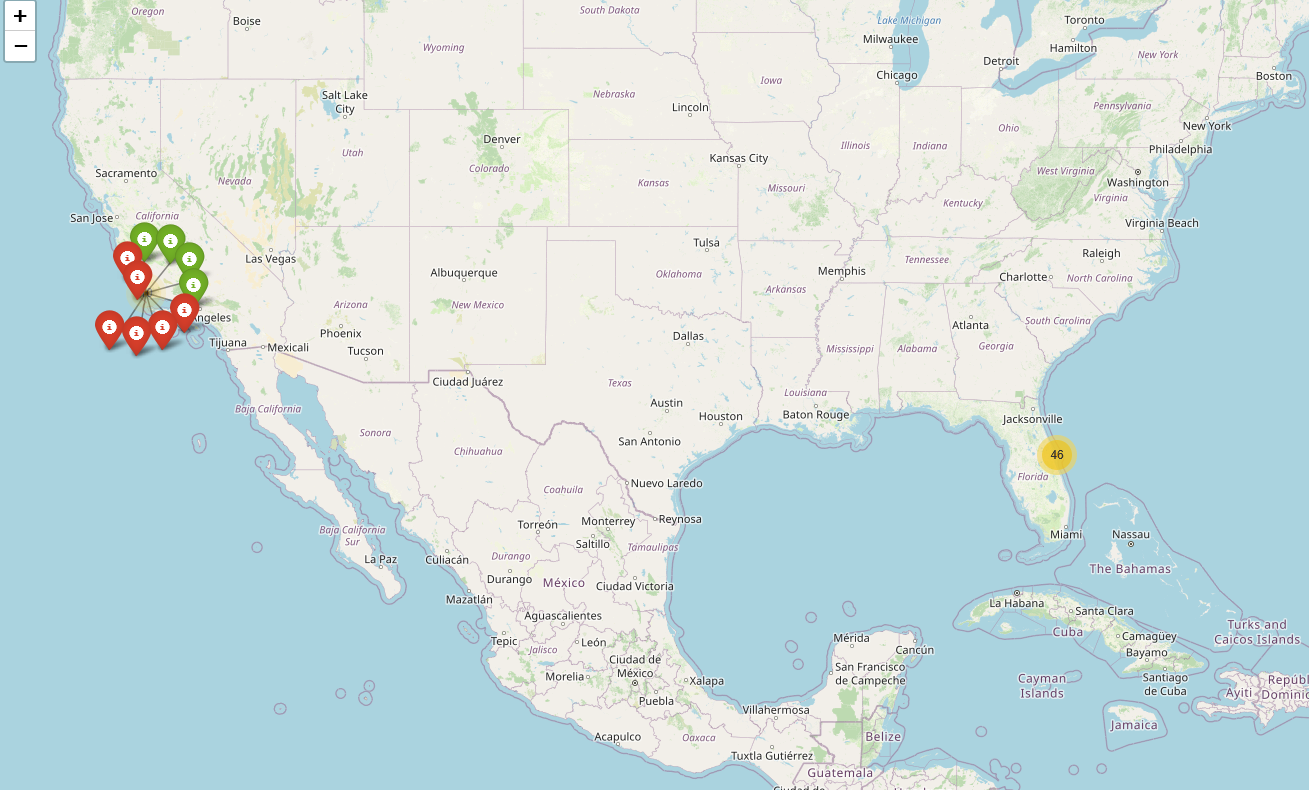 +
−
Oregon
Boise
South Dakota
Lake Michigan
Toronto
Milwaukee
Hamilton
Wyoming
New York
Detroit
Chicago
Boston
Iowa
Salt Lake
City
Nebraska
Lincoln
Pennsylvania
New York
Ohio
Denver
Illinois
Indiana
Philadelphia
Utah
Kansas City
Colorado
West Virginia
Sacramento
Nevada
Kansas
Missouri
Washington
Virginia
Kentucky
San Jose
California
Virginia Beach
Tulsa
Raleigh
Las Vegas
Tennessee
Albuquerque
Oklahoma
Memphis
Charlotte
North Carolina
Arkansas
Arizona
New Mexico
Angeles
South Carolina
Atlanta
Phoenix
Dallas
Tijuana
Mexicali
Tucson
Mississippi
Alabama
Georgia
Ciudad Juárez
Texas
Louisiana
Austin
Houston
Baton Rouge
Baja California
Jacksonville
Sonora
San Antonio
Chihuahua
46
Florida
Nuevo Laredo
Coahuila
Torreón
Monterrey
Reynosa
Baja California
Sur
Saltillo
Tamaulipas
Miami
Nassau
La Paz
Culiacán
Durango
The Bahamas
Durango
México
Ciudad Victoria
Mazatlán
La Habana
Santa Clara
Aguascalientes
Cuba
Turks and
Caicos Islands
Tepic
León
Mérida
Camagüey
Jalisco
Cancún
Bayamo
Ciudad de
México
San Francisco
de Campeche
Morelia
Xalapa
Cayman
Islands
Santiago
de Cuba
Ayiti
Repúbl
Dominic
Puebla
Villahermosa
Jamaica
Acapulco
Oaxaca
Belize
Tuxtla Gutiérrez
Guatemala
Ciudad de